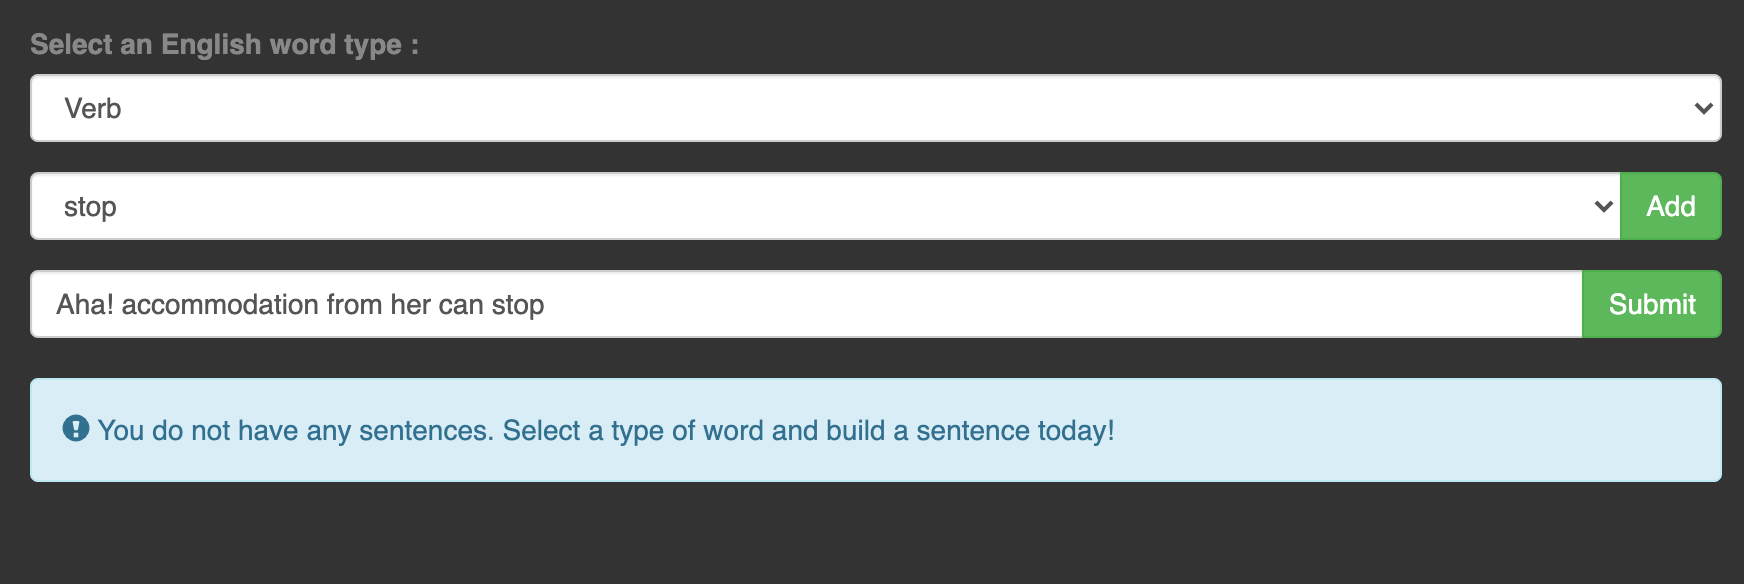 Select an English word type :
Verb
stop
Add
Aha! accommodation from her can stop
Submit
You do not have any sentences. Select a type of word and build a sentence today!